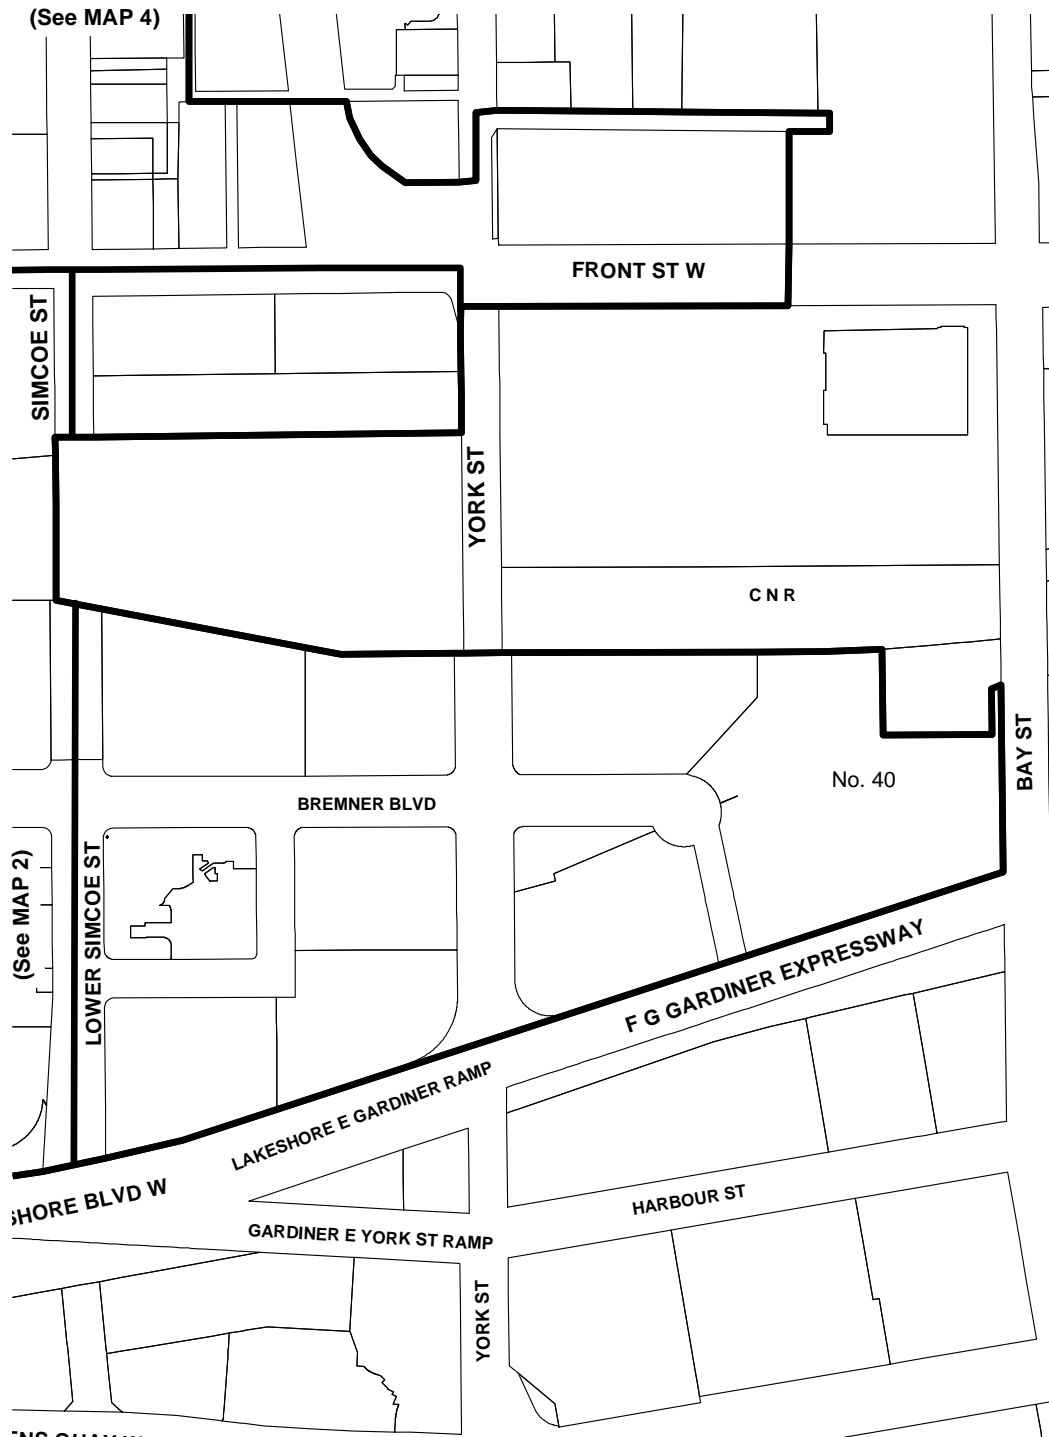 (See MAP 4)
FRONT ST W
SIMCOE ST
YORK ST
C N R
BAY ST
No. 40
BREMNER BLVD
(See MAP 2)
LOWER SIMCOE ST
F G GARDINER EXPRESSWAY
LAKESHORE E GARDINER RAMP
SHORE BLVD W
HARBOUR ST
GARDINER E YORK ST RAMP
YORK ST